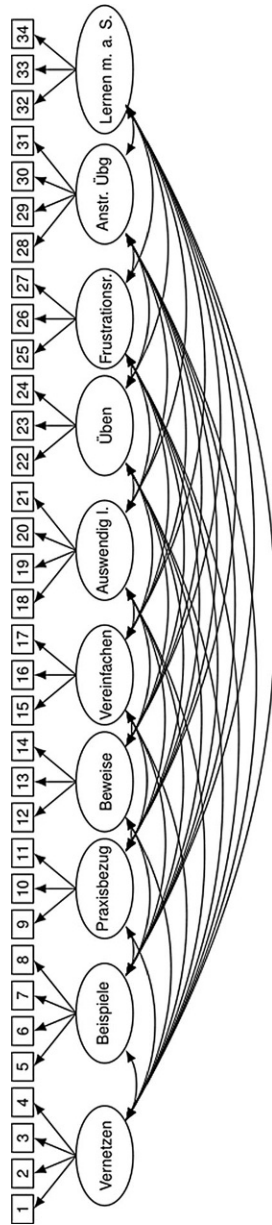 1 2 3 4 5 6 7 8 9 10 11 12 13 14 15 16 17 18 19 20 21 22 23 24 25 26 27 28 29 30 31 32 33 34
Vernetzen Beispiele Praxisbezug Beweise Vereinfachen Auswendig l. Üben Frustrationsr. Anstr. Übg Lernen m. a. S.